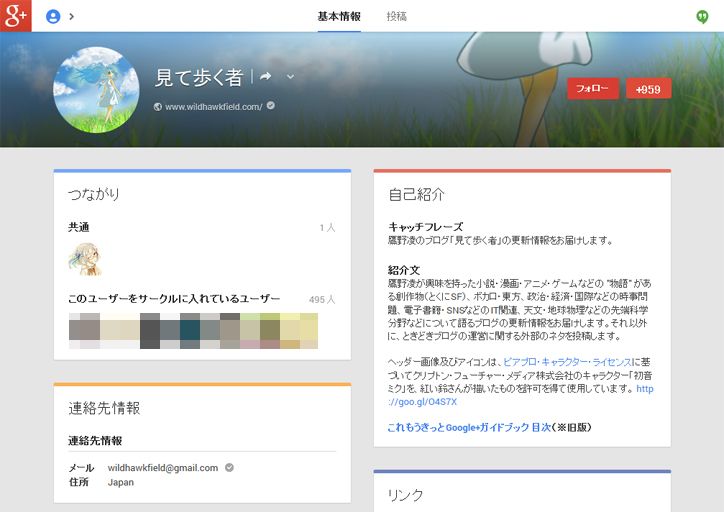 g+
基本情報 投稿
見て歩く者
www.wildhawkfield.com/
フォロー +959
つながり
共通 1人
このユーザーをサークルに入れているユーザー 495人
連絡先情報
連絡先情報
メール wildhawkfield@gmail.com
住所 Japan
自己紹介
キャッチフレーズ
鷹野凌のブログ「見て歩く者」の更新情報をお届けします。
紹介文
鷹野凌が興味を持った小説・漫画・アニメ・ゲームなどの "物語" があ
る創作物(とくにSF)、ボカロ・東方、政治・経済・国際などの時事問
題、電子書籍・SNSなどのIT関連、天文・地球物理などの先端科学
分野などについて語るブログの更新情報をお届けします。それ以外
に、ときどきブログの運営に関する外部のネタを投稿します。
ヘッダー画像及びアイコンは、ピアプロ・キャラクター・ライセンスに基
づいてクリプトン・フューチャー・メディア株式会社のキャラクター「初音
ミク」を、紅い鈴さんが描いたものを許可を得て使用しています。 http
://goo.gl/O4S7X
これもうきっとGoogle+ガイドブック 目次(※旧版)
リンク